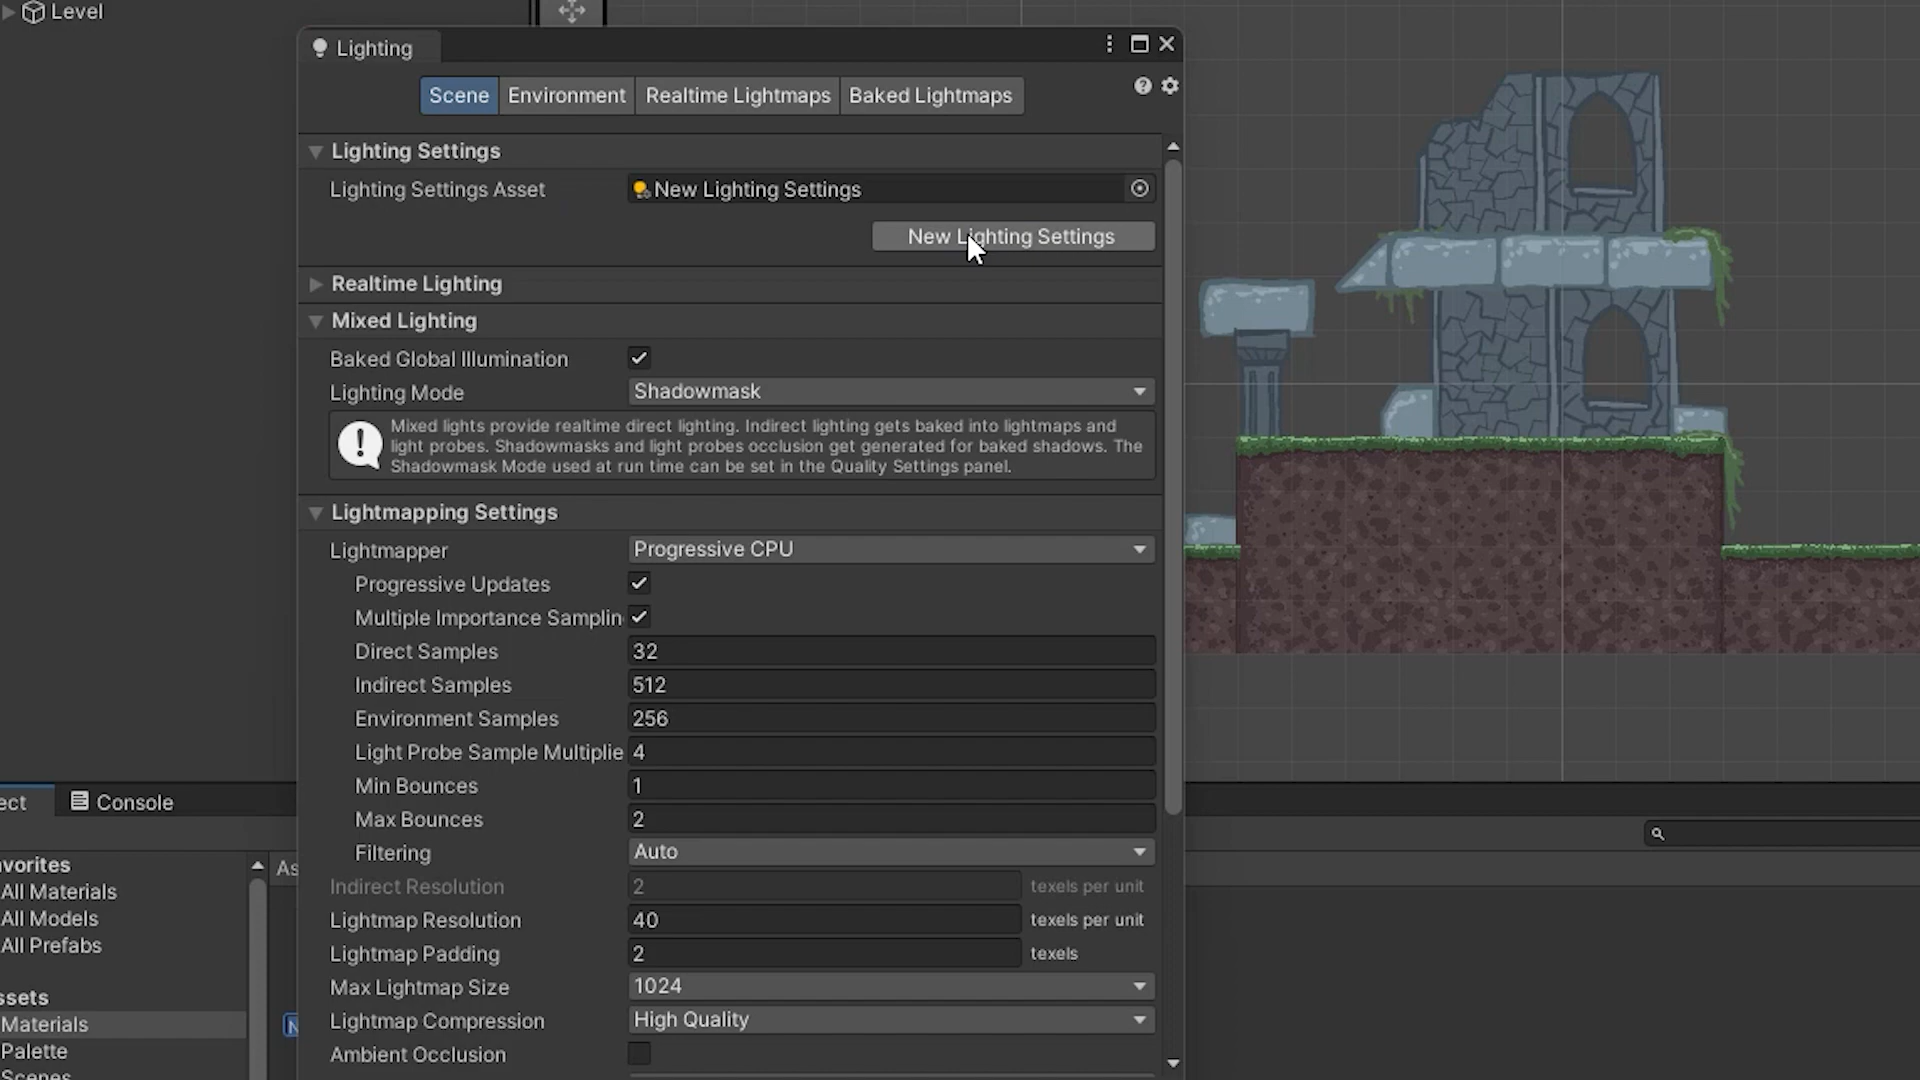 Level
Lighting
Scene Environment Realtime Lightmaps Baked Lightmaps
Lighting Settings
Lighting Settings Asset New Lighting Settings
New Lighting Settings
Realtime Lighting
Mixed Lighting
Baked Global Illumination
Lighting Mode Shadowmask
Mixed lights provide realtime direct lighting. Indirect lighting gets baked into lightmaps and
light probes. Shadowmasks and light probes occlusion get generated for baked shadows. The
Shadowmask Mode used at run time can be set in the Quality Settings panel.
Lightmapping Settings
Lightmapper Progressive CPU
Progressive Updates
Multiple Importance Samplin
Direct Samples 32
Indirect Samples 512
Environment Samples 256
Light Probe Sample Multiplie 4
Min Bounces 1
Max Bounces 2
Filtering Auto
Indirect Resolution 2 texels per unit
Lightmap Resolution 40 texels per unit
Lightmap Padding 2 texels
Max Lightmap Size 1024
Lightmap Compression High Quality
Ambient Occlusion
ect Console
avorites
All Materials
All Models
All Prefabs
ssets
Materials
Palette
Scenes
As
N